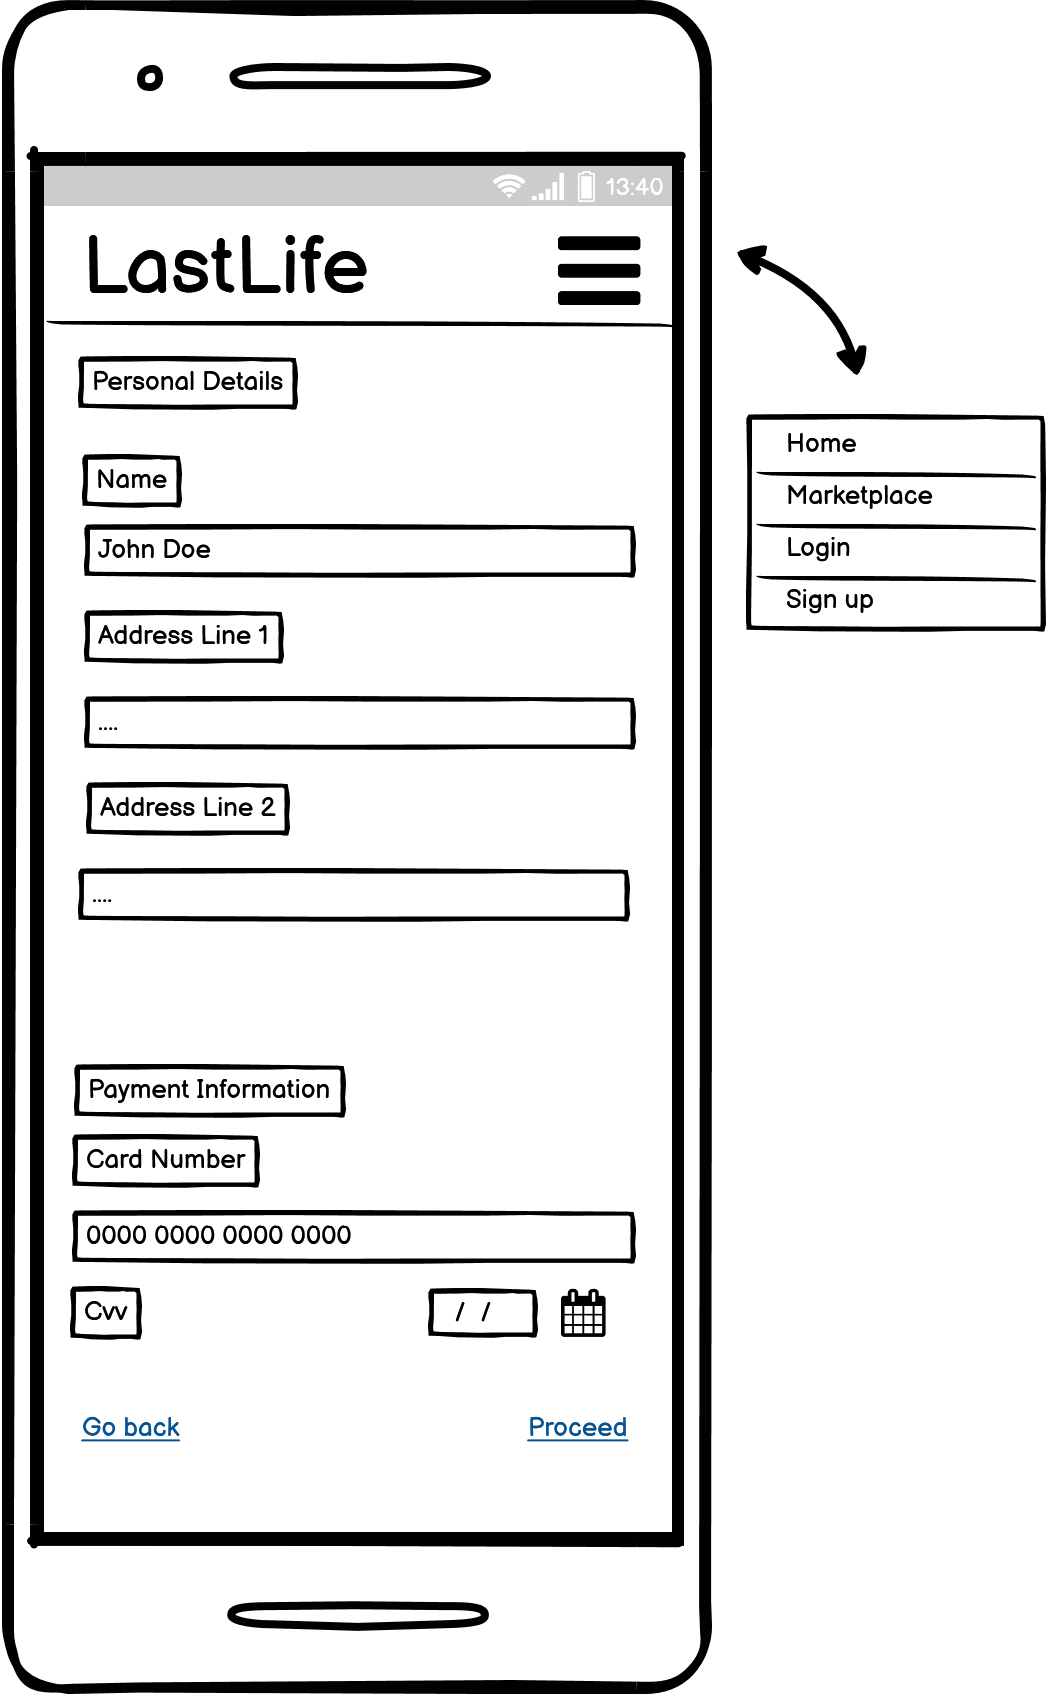 13:40
LastLife
Personal Details
Name
John Doe
Address Line 1
....
Address Line 2
....
Payment Information
Card Number
0000 0000 0000 0000
Cvv
/ /
Go back
Proceed
Home
Marketplace
Login
Sign up